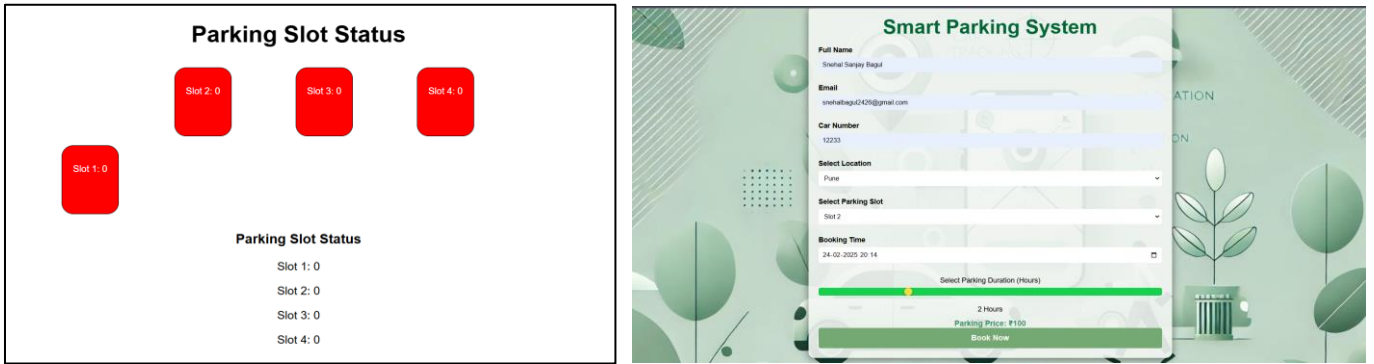 Parking Slot Status
Slot 2: 0
Slot 3: 0
Slot 4: 0
Slot 1: 0
Parking Slot Status
Slot 1: 0
Slot 2: 0
Slot 3: 0
Slot 4: 0
Smart Parking System
Full Name
Snehal Sanjay Bagul
Email
snehalbagul2426@gmail.com
Car Number
12233
Select Location
Pune
Select Parking Slot
Slot 2
Booking Time
24-02-2025 20:14
Select Parking Duration (Hours)
2 Hours
Parking Price: ₹100
Book Now
ATION
ON